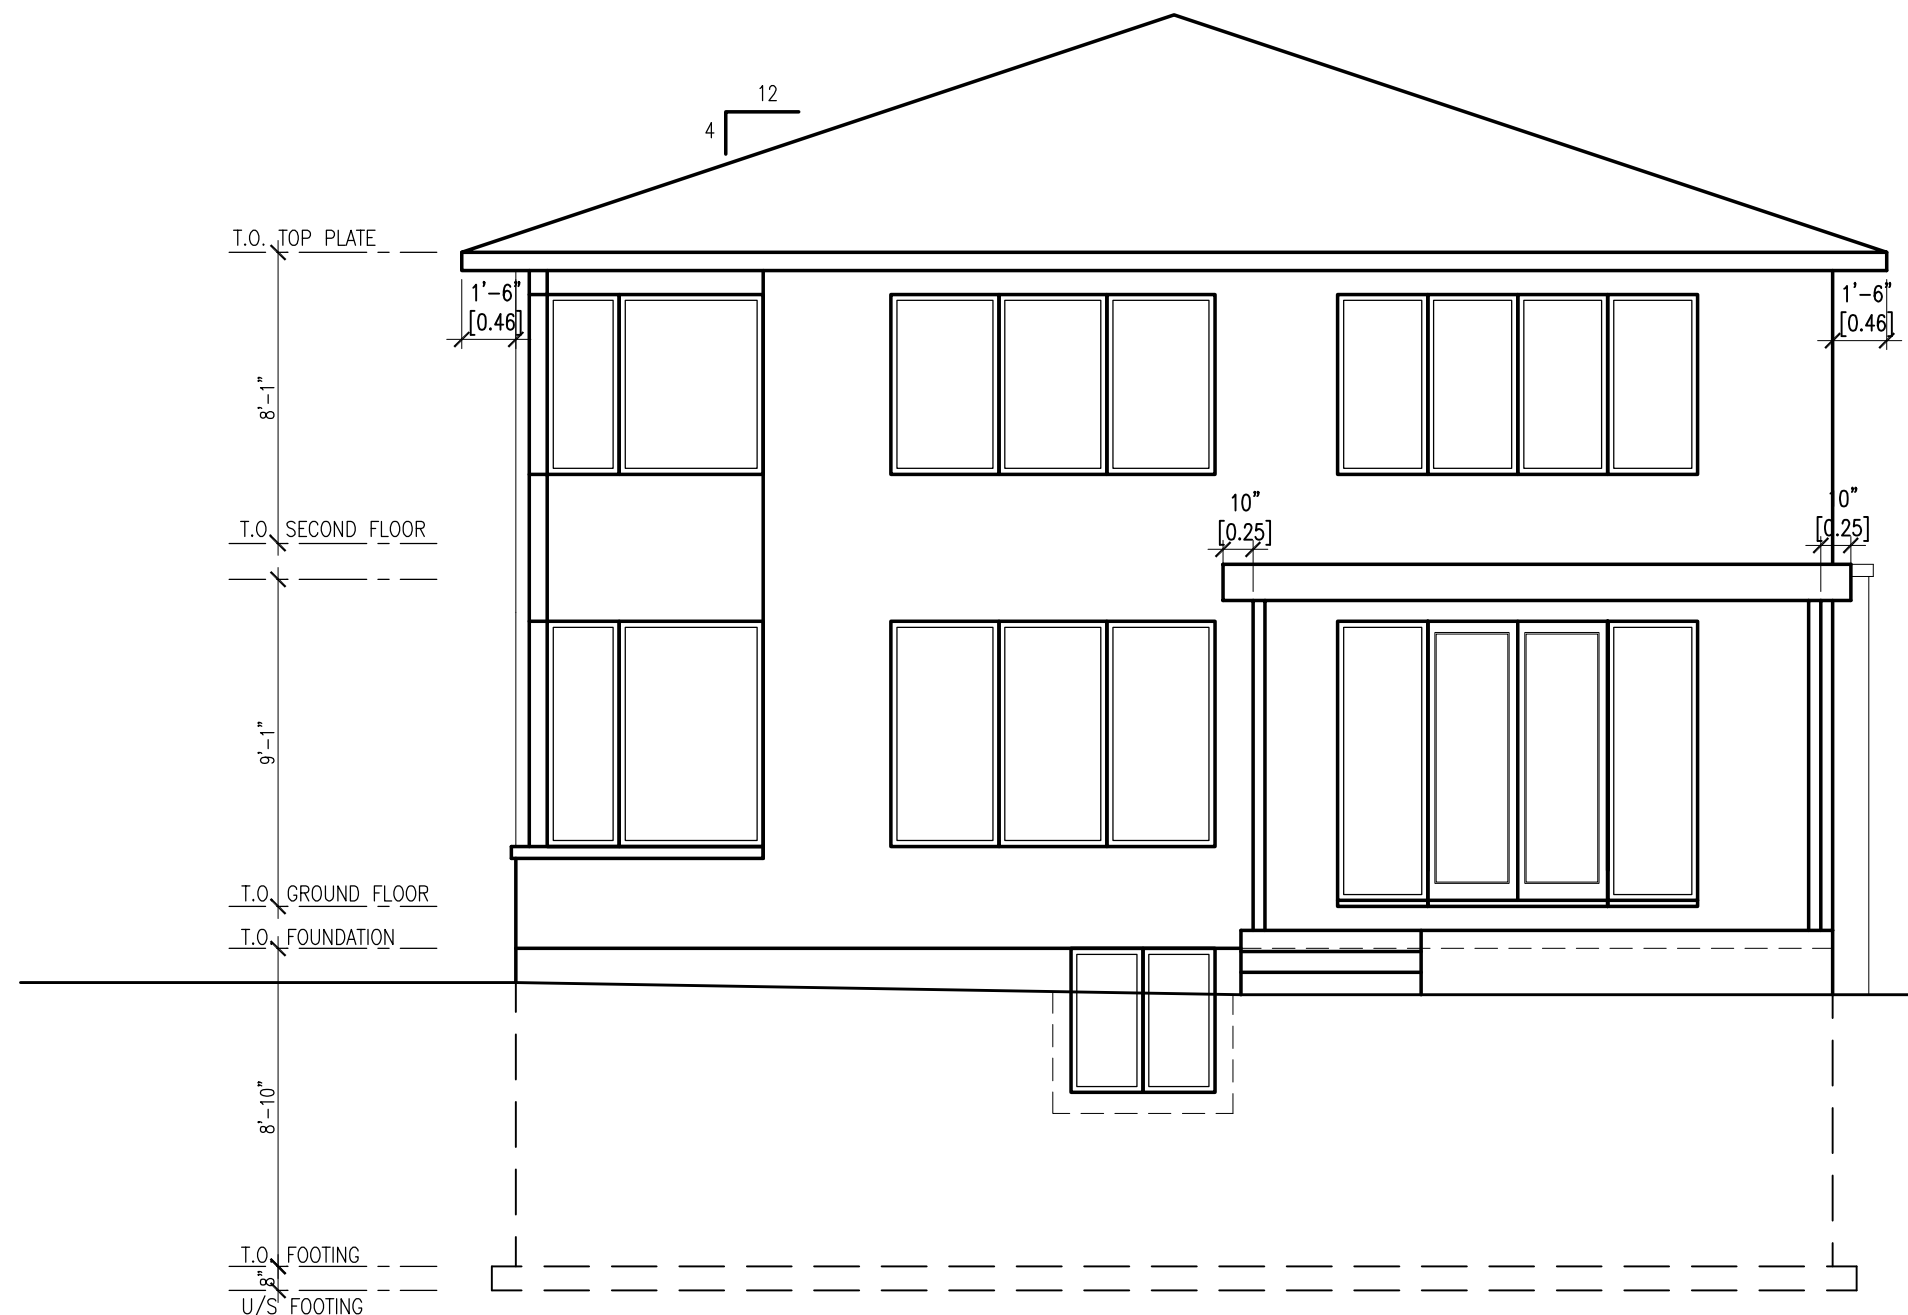 12
4
T.O. TOP PLATE
1'-6"
[0.46]
1'-6"
[0.46]
8'-1"
10"
[0.25]
10"
[0.25]
T.O. SECOND FLOOR
9'-1"
T.O. GROUND FLOOR
T.O. FOUNDATION
8'-10"
T.O. FOOTING
8"
U/S FOOTING